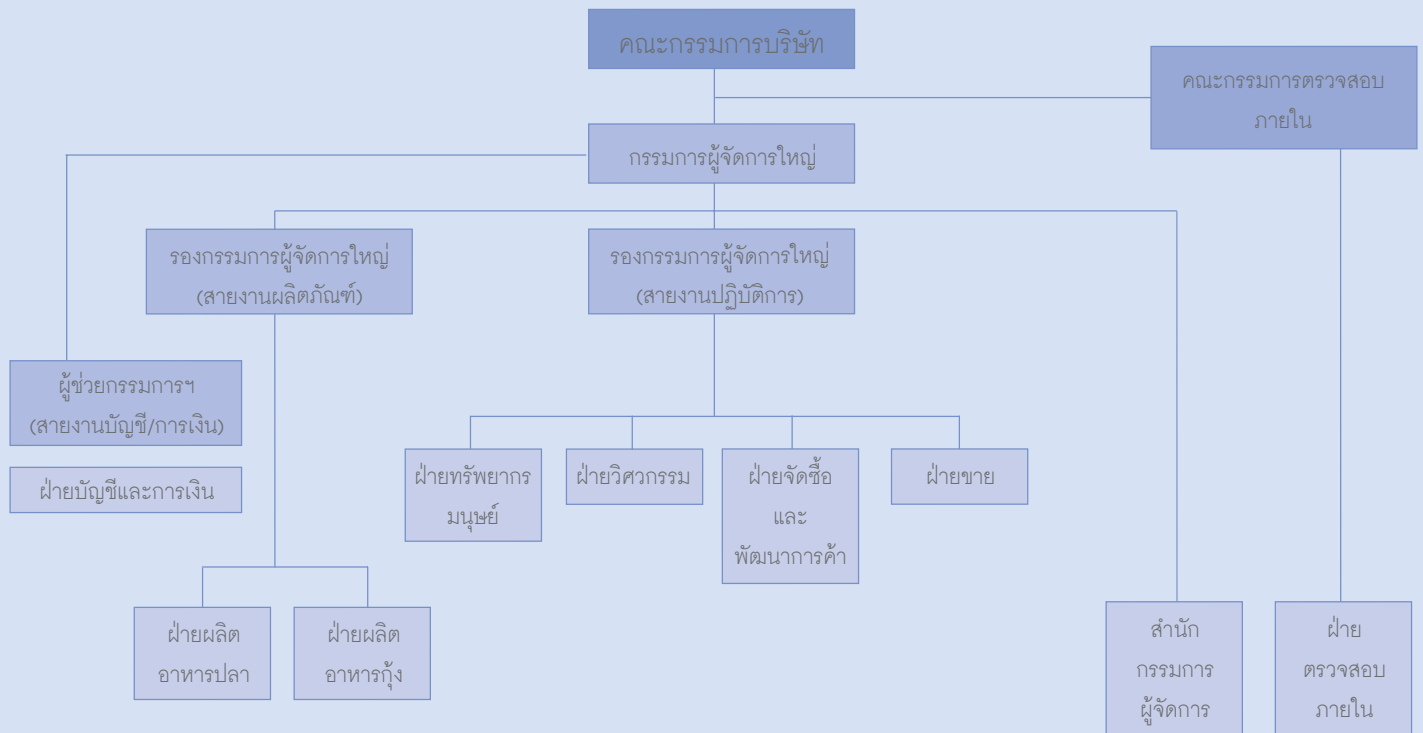 คณะกรรมการบริษัท
คณะกรรมการตรวจสอบ
ภายใน
กรรมการผู้จัดการใหญ่
รองกรรมการผู้จัดการใหญ่
(สายงานผลิตภัณฑ์)
รองกรรมการผู้จัดการใหญ่
(สายงานปฏิบัติการ)
ผู้ช่วยกรรมการฯ
(สายงานบัญชี/การเงิน)
ฝ่ายบัญชีและการเงิน
ฝ่ายทรัพยากร
มนุษย์
ฝ่ายวิศวกรรม
ฝ่ายจัดซื้อ
และ
พัฒนาการค้า
ฝ่ายขาย
ฝ่ายผลิต
อาหารปลา
ฝ่ายผลิต
อาหารกุ้ง
สำนัก
กรรมการ
ผู้จัดการ
ฝ่าย
ตรวจสอบ
ภายใน